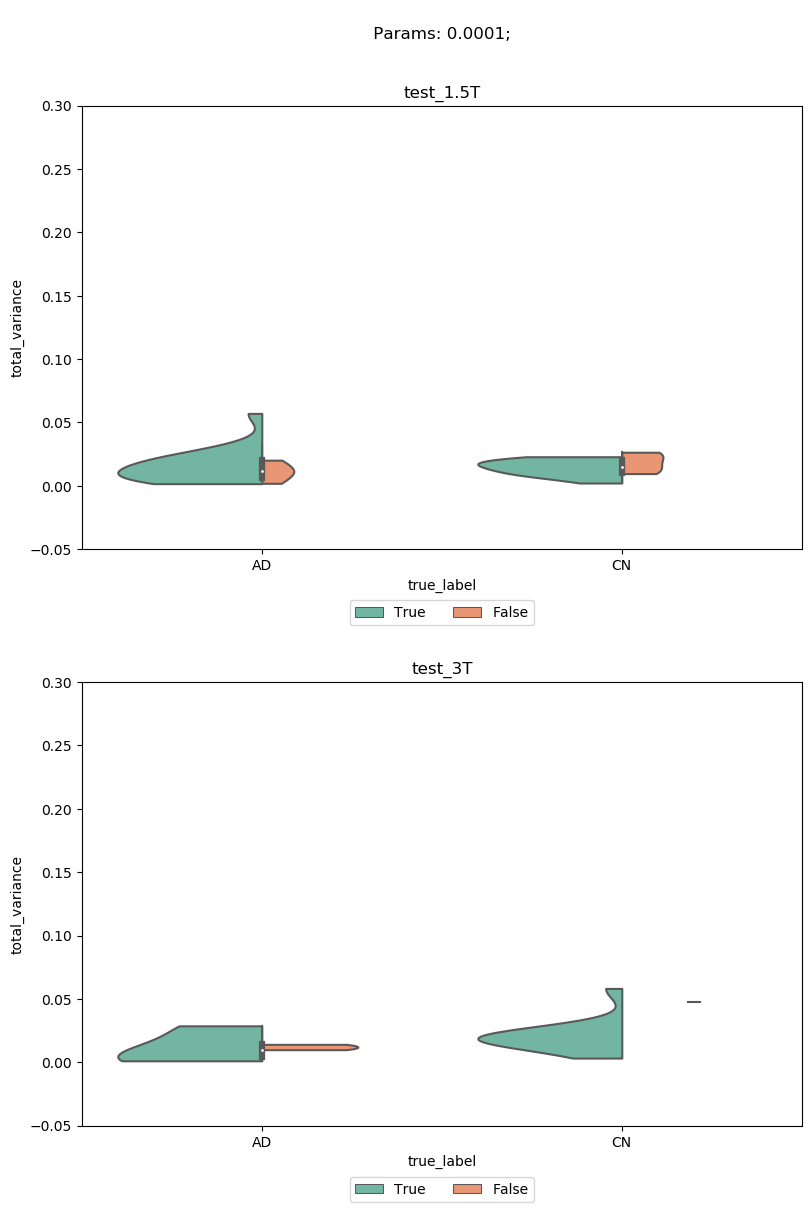 Params: 0.0001;
test_1.5T
0.30
0.25
0.20
0.15
0.10
0.05
0.00
−0.05
total_variance
AD CN
true_label
True False
test_3T
0.30
0.25
0.20
0.15
0.10
0.05
0.00
−0.05
total_variance
AD CN
true_label
True False